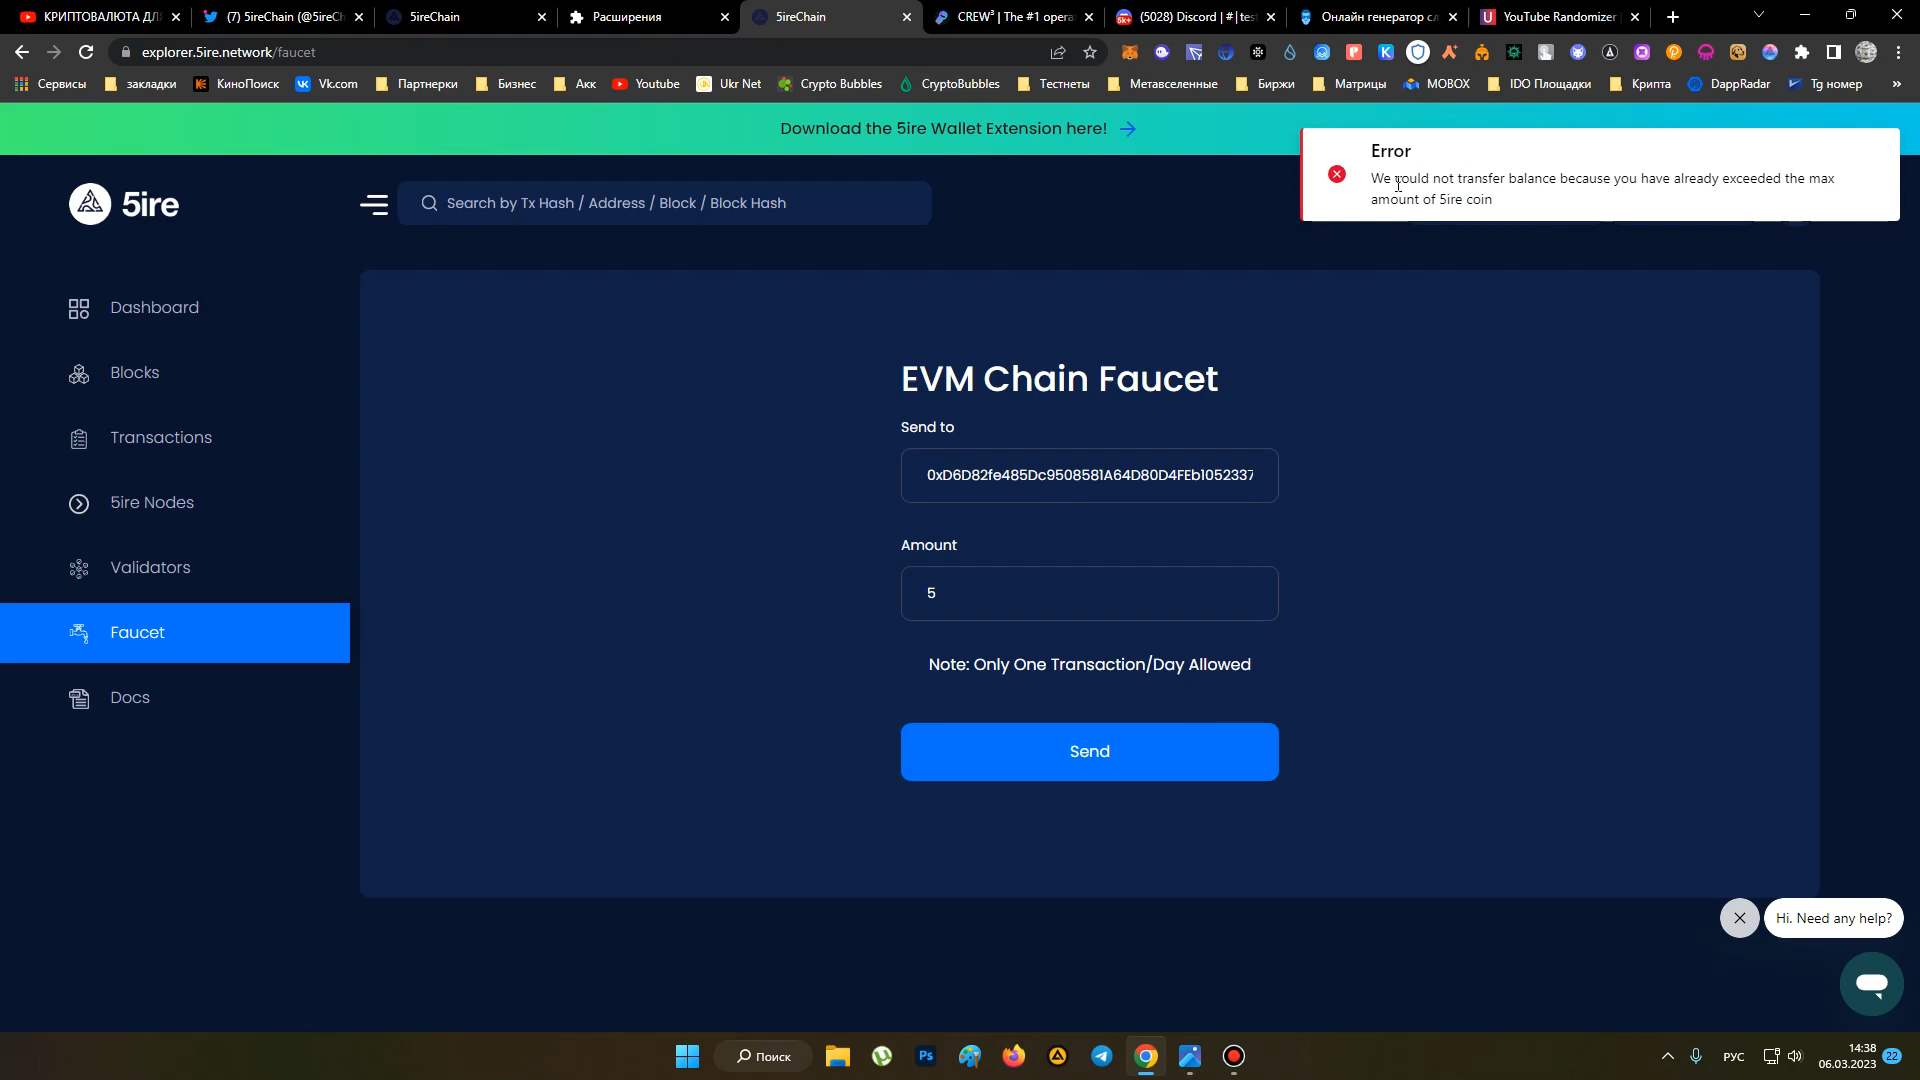 КРИПТОВАЛЮТА ДЛ
(7) 5ireChain (@5ireCh
5ireChain
Расширения
5ireChain
CREW³ | The #1 opera
(5028) Discord | # | tes
Онлайн генератор сл
YouTube Randomizer
explorer.5ire.network/faucet
Сервисы
закладки
КиноПоиск
Vk.com
Партнерки
Бизнес
Акк
Youtube
Ukr Net
Crypto Bubbles
CryptoBubbles
Тестнеты
Метавселенные
Биржи
Матрицы
MOBOX
IDO Площадки
Крипта
DappRadar
Tg номер
Download the 5ire Wallet Extension here!
Error
We could not transfer balance because you have already exceeded the max
amount of 5ire coin
5ire
Search by Tx Hash / Address / Block / Block Hash
Dashboard
Blocks
Transactions
5ire Nodes
Validators
Faucet
Docs
EVM Chain Faucet
Send to
0xD6D82fe485Dc9508581A64D80D4FEb1052337
Amount
5
Note: Only One Transaction/Day Allowed
Send
Hi. Need any help?
Поиск
Ps
РУС
14:38
06.03.2023
22